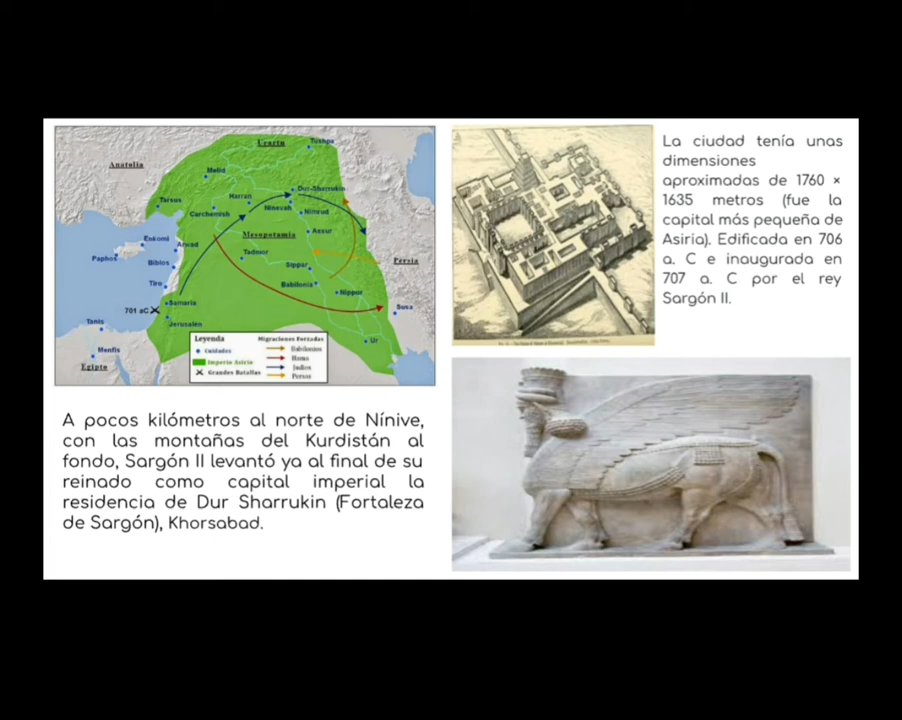 Urartu
Tushpa
Anatolia
Melid
Dur-Sharrukin
Harran
Tarsus
Ninevah
Nimrud
Carchemish
Assur
Mesopotamia
Enkomi
Arwad
Tadmor
Paphos
Biblos
Sippar
Persia
Tiro
Babilonia
Nippur
Samaria
701 aC
Susa
Tanis
Jerusalén
Ur
Menfis
Egipto
Leyenda
Ciudades
Imperio Asirio
Grandes Batallas
Migraciones Forzadas
Babilonios
Judíos
Persos
A pocos kilómetros al norte de Nínive,
con las montañas del Kurdistán al
fondo, Sargón II levantó ya al final de su
reinado como capital imperial la
residencia de Dur Sharrukin (Fortaleza
de Sargón), Khorsabad.
La ciudad tenía unas
dimensiones
aproximadas de 1760 ×
1635 metros (fue la
capital más pequeña de
Asiria). Edificada en 706
a. C e inaugurada en
707 a. C por el rey
Sargón II.